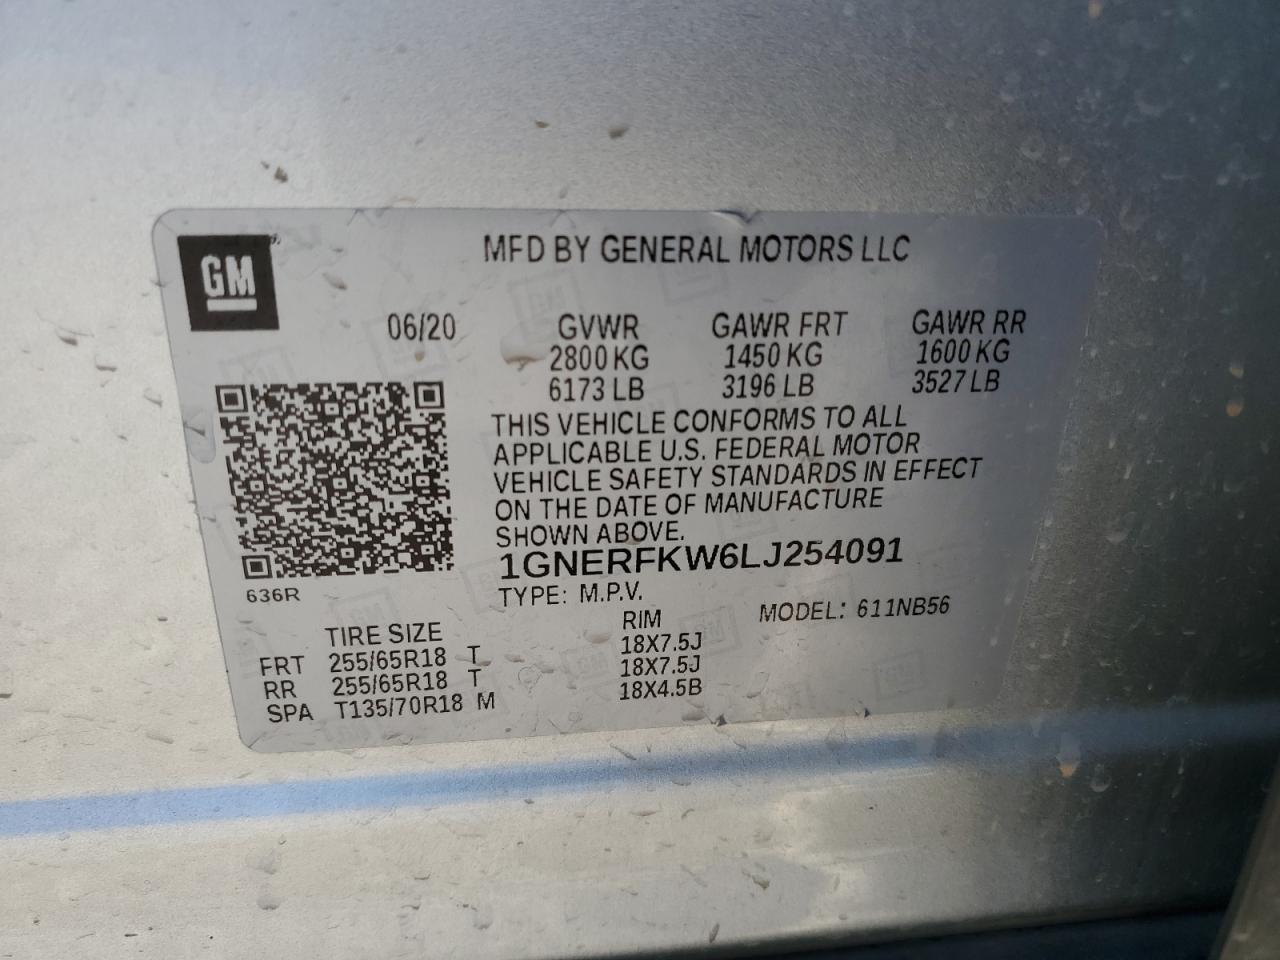 GM
MFD BY GENERAL MOTORS LLC
06/20 GVWR GAWR FRT GAWR RR
2800 KG 1450 KG 1600 KG
6173 LB 3196 LB 3527 LB
THIS VEHICLE CONFORMS TO ALL
APPLICABLE U.S. FEDERAL MOTOR
VEHICLE SAFETY STANDARDS IN EFFECT
ON THE DATE OF MANUFACTURE
SHOWN ABOVE.
1GNERFKW6LJ254091
636R
TYPE: M.P.V. MODEL: 611NB56
TIRE SIZE RIM
FRT 255/65R18 T 18X7.5J
RR 255/65R18 T 18X7.5J
SPA T135/70R18 M 18X4.5B